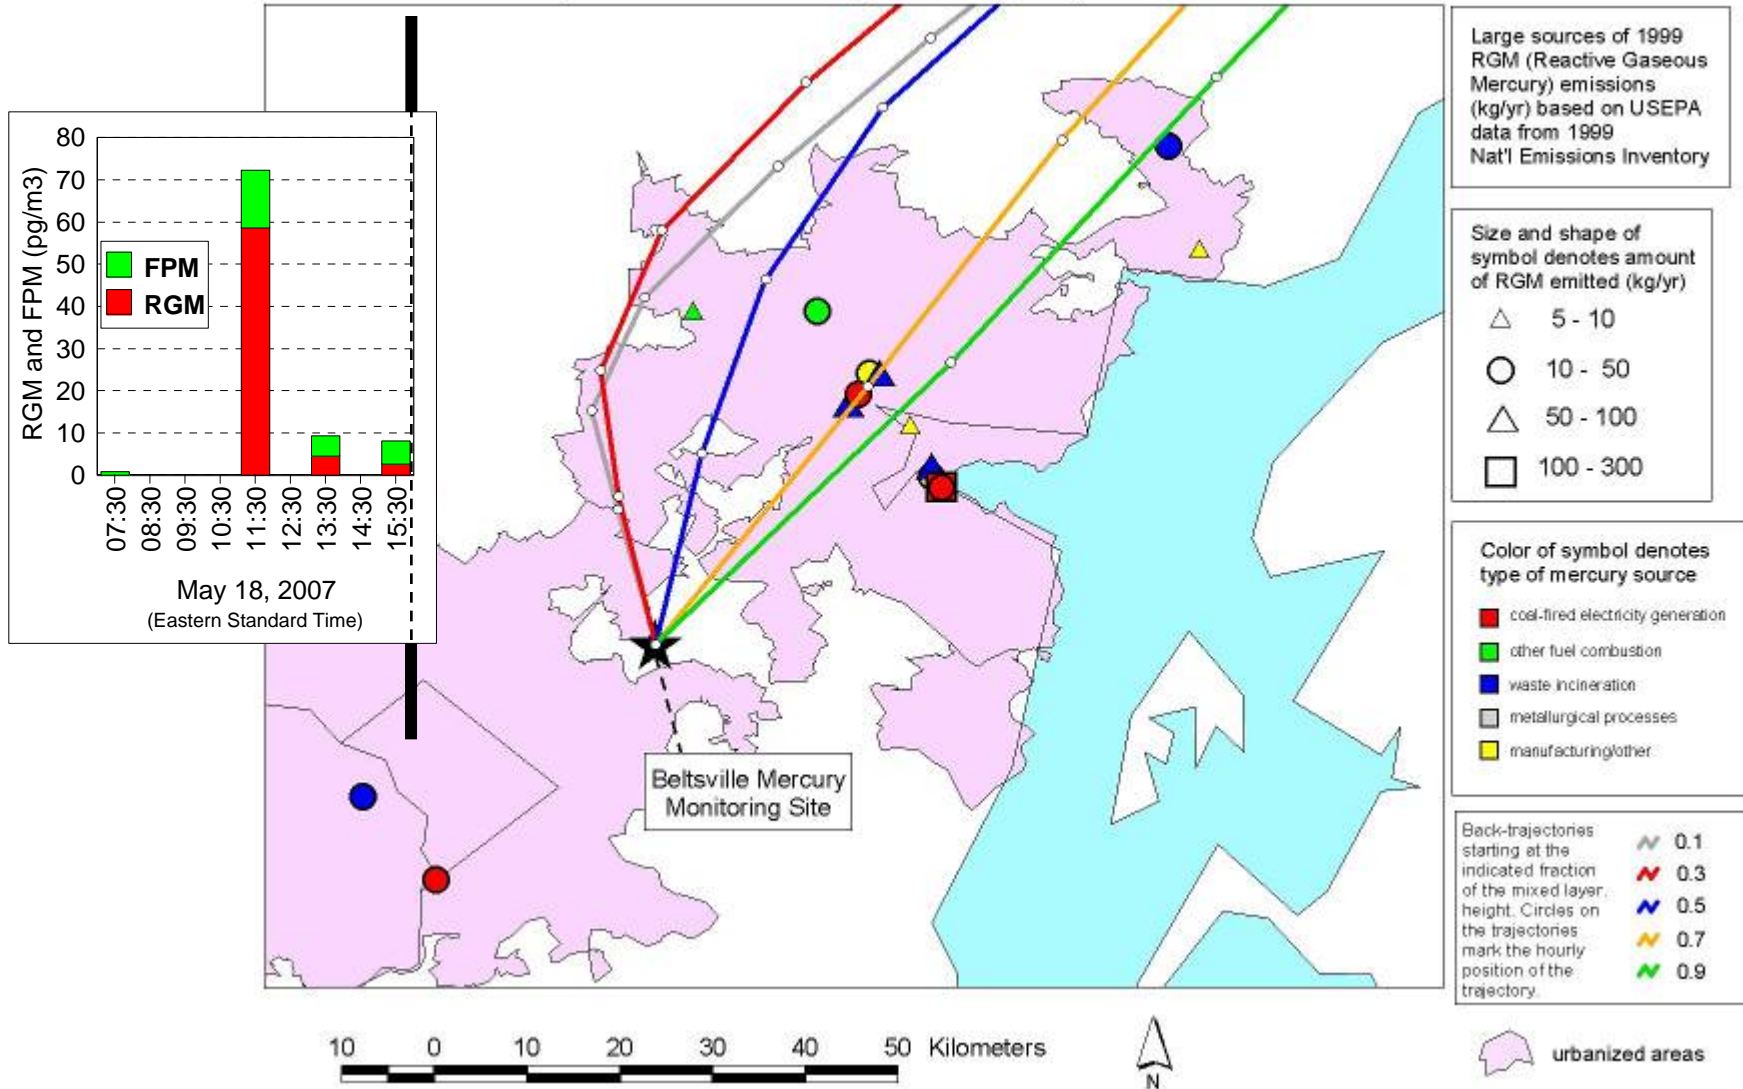 80
70
60
50
40
30
20
10
0
RGM and FPM (pg/m3)
FPM
RGM
07:30
08:30
09:30
10:30
11:30
12:30
13:30
14:30
15:30
May 18, 2007
(Eastern Standard Time)
Beltsville Mercury
Monitoring Site
Large sources of 1999
RGM (Reactive Gaseous
Mercury) emissions
(kg/yr) based on USEPA
data from 1999
Nat'l Emissions Inventory
Size and shape of
symbol denotes amount
of RGM emitted (kg/yr)
5 - 10
10 - 50
50 - 100
100 - 300
Color of symbol denotes
type of mercury source
coal-fired electricity generation
other fuel combustion
waste incineration
metallurgical processes
manufacturing/other
Back-trajectories
starting at the
indicated fraction
of the mixed layer
height. Circles on
the trajectories
mark the hourly
position of the
trajectory.
0.1
0.3
0.5
0.7
0.9
urbanized areas
10 0 10 20 30 40 50 Kilometers
N